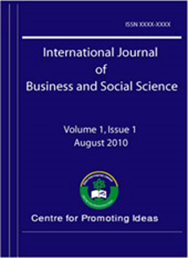 ISSN XXXX-XXXX
International Journal
of
Business and Social Science
Volume 1, Issue 1
August 2010
Centre for Promoting Ideas